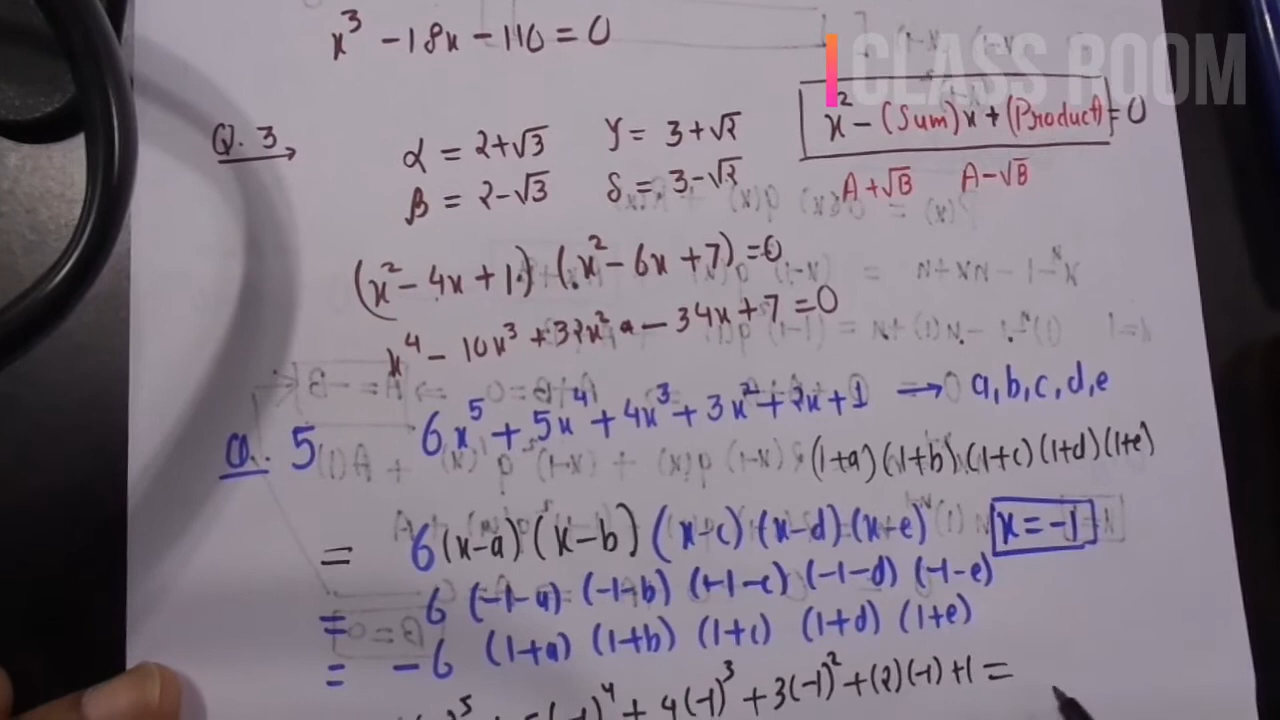 x³ - 18x - 110 = 0
CLASS ROOM
Q. 3 α = 2+√3 γ = 3+√2 x² - (Sum)x + (Product) = 0
β = 2-√3 δ = 3-√2 A+√B A-√B
(x² - 4x + 1) (x² - 6x + 7) = 0
x⁴ - 10x³ + 32x² - 34x + 7 = 0
Q. 5 6x⁵ + 5x⁴ + 4x³ + 3x² + 2x + 1 → a, b, c, d, e
(1+a) (1+b) (1+c) (1+d) (1+e)
= 6(x-a) (x-b) (x-c) (x-d) (x-e) x = -1
= 6 (-1-a) (-1-b) (-1-c) (-1-d) (-1-e)
= -6 (1+a) (1+b) (1+c) (1+d) (1+e)
+ 4(-1)³ + 3(-1)² + (2)(-1) + 1 =